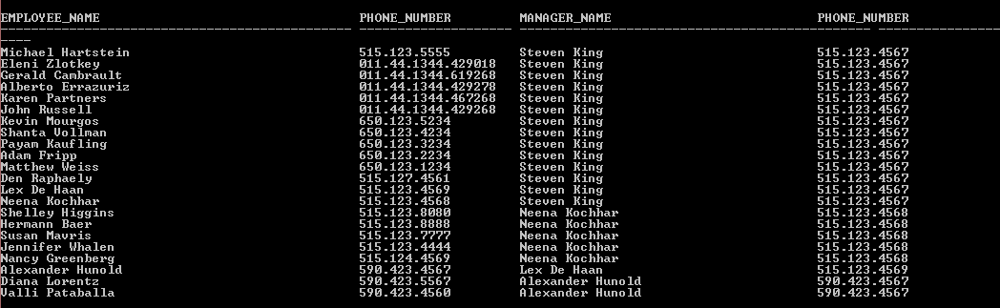 EMPLOYEE_NAME PHONE_NUMBER MANAGER_NAME PHONE_NUMBER
Michael Hartstein 515.123.5555 Steven King 515.123.4567
Eleni Zlotkey 011.44.1344.429018 Steven King 515.123.4567
Gerald Cambrault 011.44.1344.619268 Steven King 515.123.4567
Alberto Errazuriz 011.44.1344.429278 Steven King 515.123.4567
Karen Partners 011.44.1344.467268 Steven King 515.123.4567
John Russell 011.44.1344.429268 Steven King 515.123.4567
Kevin Mourgos 650.123.5234 Steven King 515.123.4567
Shanta Vollman 650.123.4234 Steven King 515.123.4567
Payam Kaufling 650.123.3234 Steven King 515.123.4567
Adam Fripp 650.123.2234 Steven King 515.123.4567
Matthew Weiss 650.123.1234 Steven King 515.123.4567
Den Raphaely 515.127.4561 Steven King 515.123.4567
Lex De Haan 515.123.4569 Steven King 515.123.4567
Neena Kochhar 515.123.4568 Steven King 515.123.4567
Shelley Higgins 515.123.8080 Neena Kochhar 515.123.4568
Hermann Baer 515.123.8888 Neena Kochhar 515.123.4568
Susan Mavris 515.123.7777 Neena Kochhar 515.123.4568
Jennifer Whalen 515.123.4444 Neena Kochhar 515.123.4568
Nancy Greenberg 515.124.4569 Neena Kochhar 515.123.4568
Alexander Hunold 590.423.4567 Lex De Haan 515.123.4569
Diana Lorentz 590.423.5567 Alexander Hunold 590.423.4567
Valli Pataballa 590.423.4560 Alexander Hunold 590.423.4567